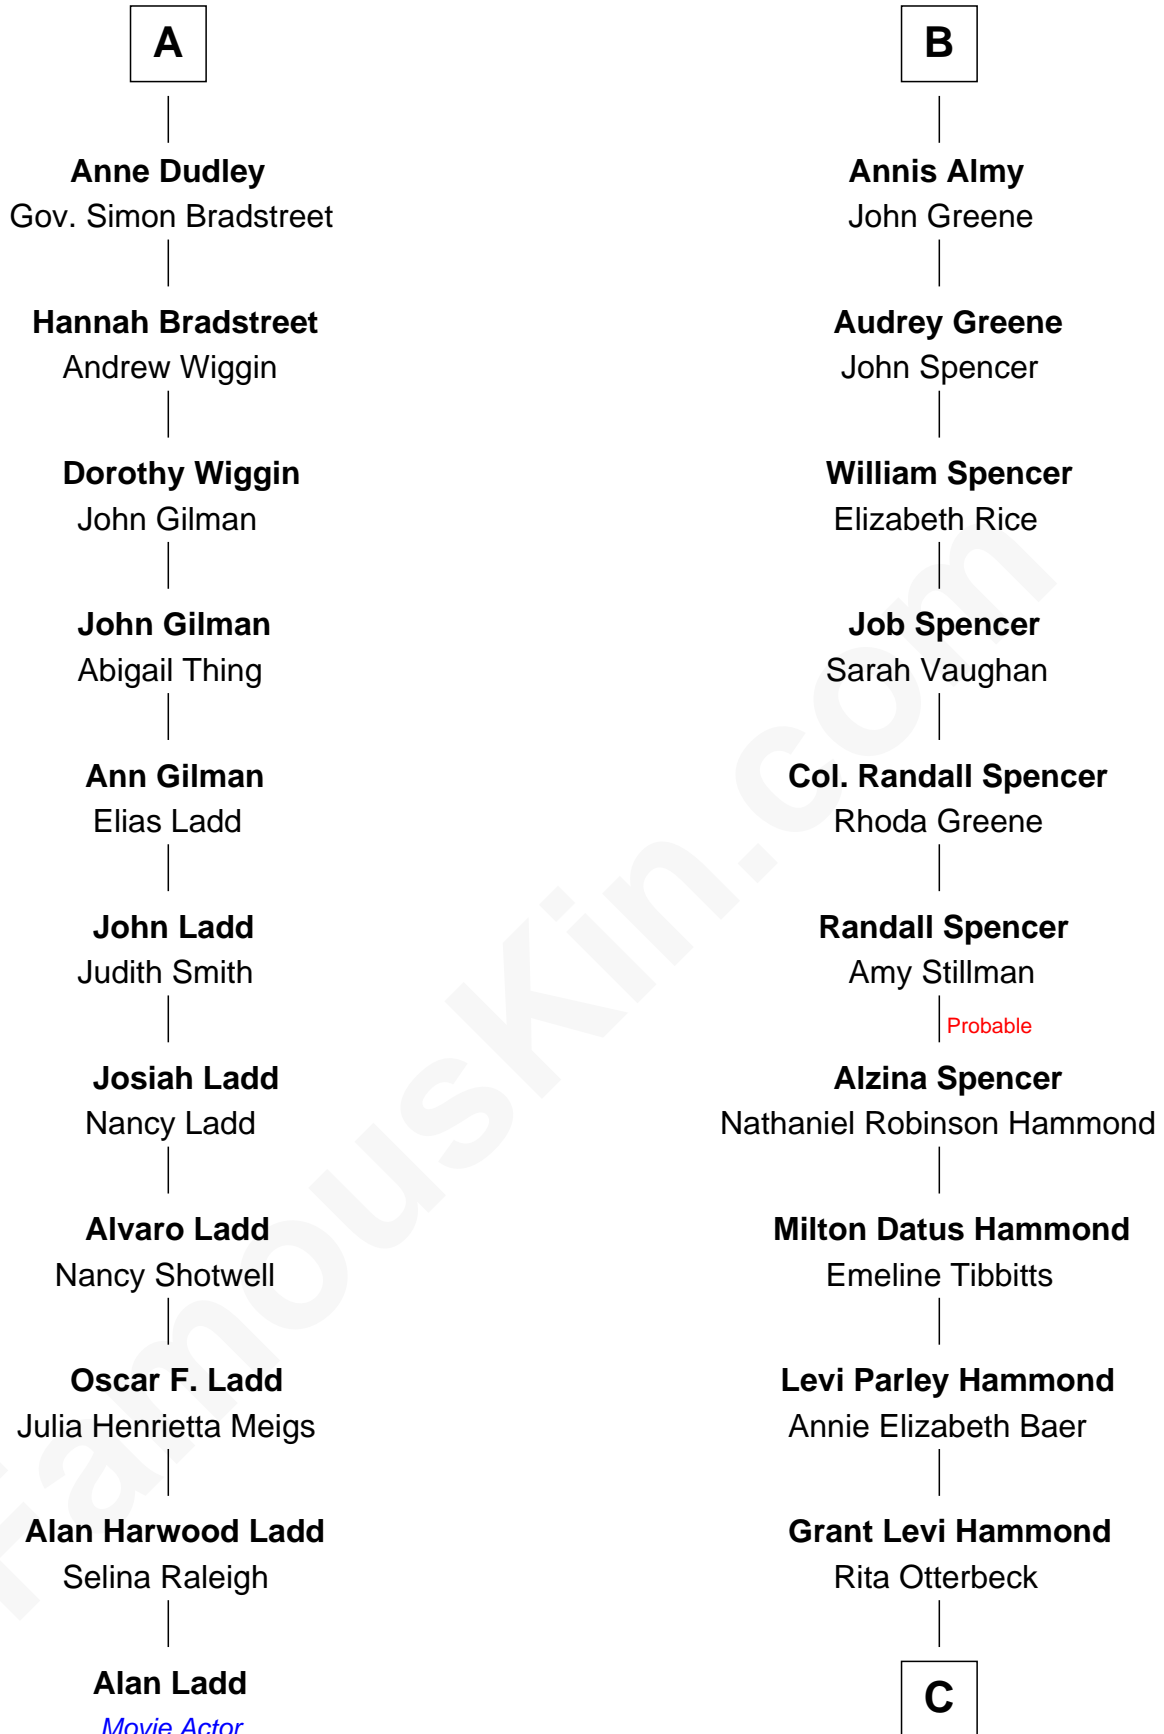 A
Anne Dudley
Gov. Simon Bradstreet
Hannah Bradstreet
Andrew Wiggin
Dorothy Wiggin
John Gilman
John Gilman
Abigail Thing
Ann Gilman
Elias Ladd
John Ladd
Judith Smith
Josiah Ladd
Nancy Ladd
Alvaro Ladd
Nancy Shotwell
Oscar F. Ladd
Julia Henrietta Meigs
Alan Harwood Ladd
Selina Raleigh
Alan Ladd
Movie Actor
B
Annis Almy
John Greene
Audrey Greene
John Spencer
William Spencer
Elizabeth Rice
Job Spencer
Sarah Vaughan
Col. Randall Spencer
Rhoda Greene
Randall Spencer
Amy Stillman
Probable
Alzina Spencer
Nathaniel Robinson Hammond
Milton Datus Hammond
Emeline Tibbitts
Levi Parley Hammond
Annie Elizabeth Baer
Grant Levi Hammond
Rita Otterbeck
C
FamousKin.com